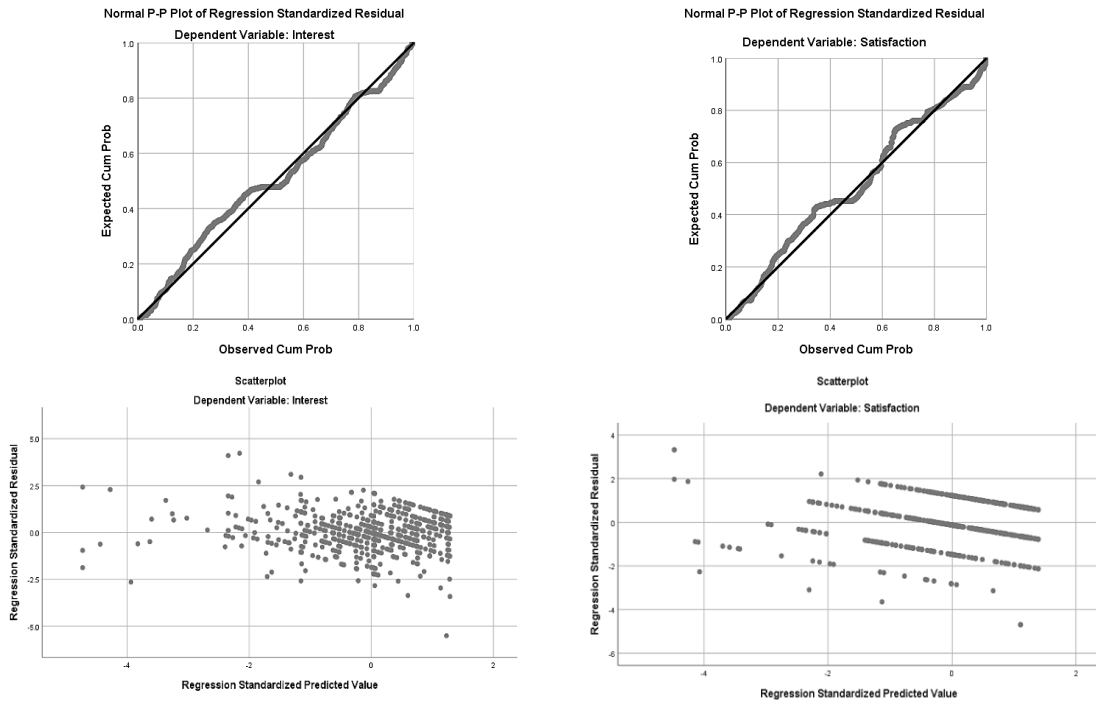 Normal P-P Plot of Regression Standardized Residual
Dependent Variable: Interest
1.0
0.8
0.6
0.4
0.2
0.0
0.0 0.2 0.4 0.6 0.8 1.0
Expected Cum Prob
Observed Cum Prob
Normal P-P Plot of Regression Standardized Residual
Dependent Variable: Satisfaction
1.0
0.8
0.6
0.4
0.2
0.0
0.0 0.2 0.4 0.6 0.8 1.0
Expected Cum Prob
Observed Cum Prob
Scatterplot
Dependent Variable: Interest
5.0
2.5
0.0
-2.5
-5.0
-4 -2 0 2
Regression Standardized Residual
Regression Standardized Predicted Value
Scatterplot
Dependent Variable: Satisfaction
4
2
0
-2
-4
-6
-4 -2 0 2
Regression Standardized Residual
Regression Standardized Predicted Value